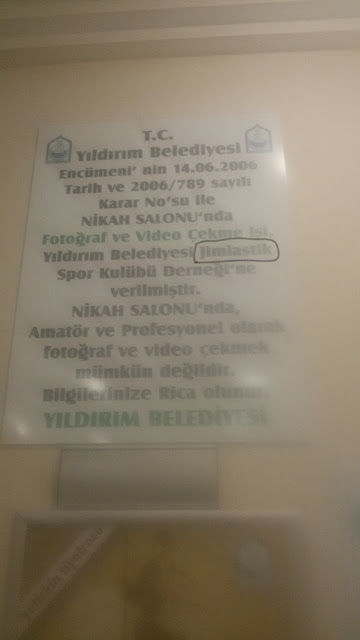 T.C.
Yıldırım Belediyesi
Encümeni' nin 14.06.2006
Tarih ve 2006/789 sayılı
Karar No'su ile
NİKAH SALONU'nda
Fotoğraf ve Video Çekme işi,
Yıldırım Belediyesi Jimlastik
Spor Kulübü Derneği'ne
verilmiştir.
NİKAH SALONU'nda,
Amatör ve Profesyonel olarak
fotoğraf ve video çekmek
mümkün değildir.
Bilgilerinize Rica olunur.
YILDIRIM BELEDİYESİ